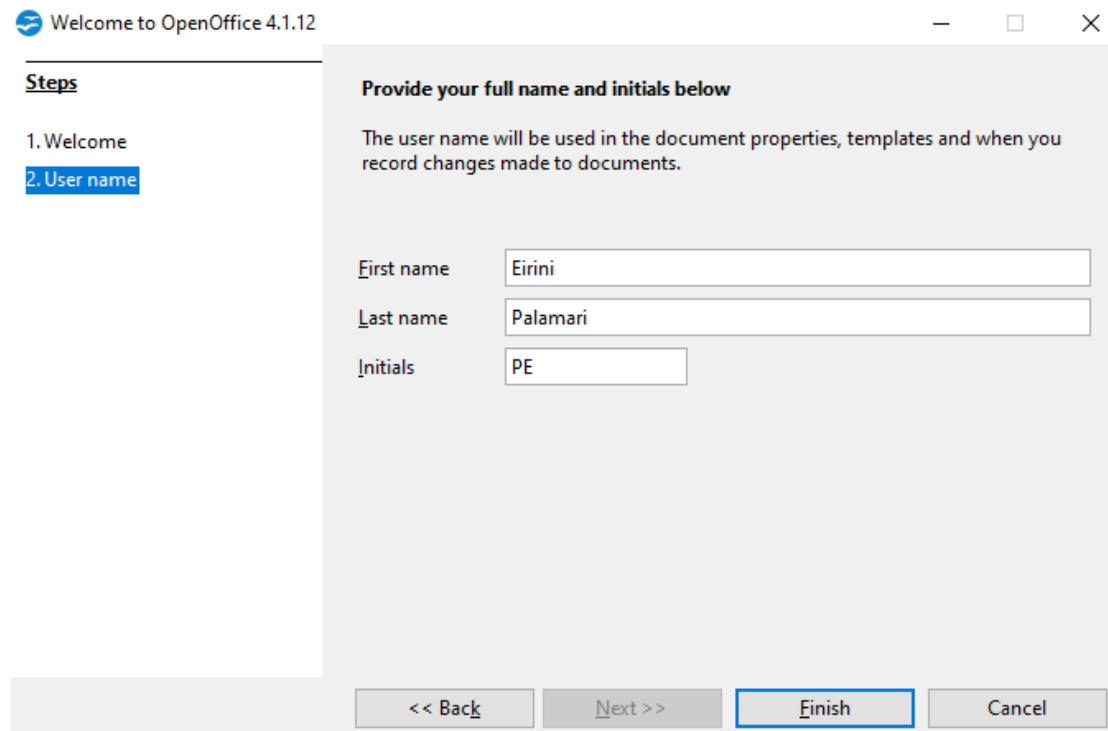 Welcome to OpenOffice 4.1.12
Steps
1. Welcome
2. User name
Provide your full name and initials below
The user name will be used in the document properties, templates and when you
record changes made to documents.
First name Eirini
Last name Palamari
Initials PE
<< Back Next >> Finish Cancel